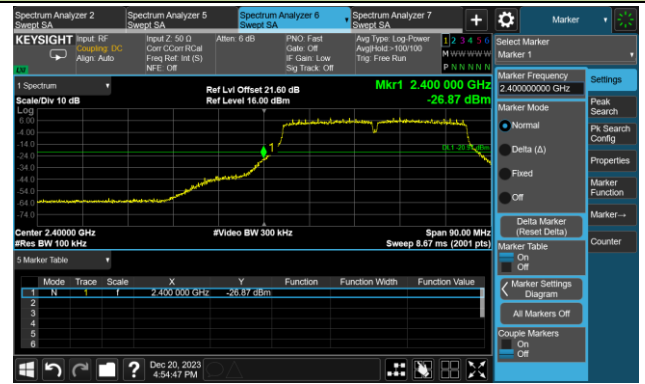 Spectrum Analyzer 2
Swept SA
Spectrum Analyzer 5
Swept SA
Spectrum Analyzer 6
Swept SA
Spectrum Analyzer 7
Swept SA
+
Marker
KEYSIGHT
Input: RF
Coupling: DC
Align: Auto
Input Z: 50 Ω
Corr CCorr RCal
Freq Ref: Int (S)
NFE: Off
Atten: 6 dB
PNO: Fast
Gate: Off
IF Gain: Low
Sig Track: Off
Avg Type: Log-Power
Avg|Hold:>100/100
Trig: Free Run
1 2 3 4 5 6
M W W W W W
P N N N N N
LXI
1 Spectrum
Scale/Div 10 dB
Ref Lvl Offset 21.60 dB
Ref Level 16.00 dBm
Mkr1 2.400 000 GHz
-26.87 dBm
Log
6.00
-4.00
-14.0
-24.0
-34.0
-44.0
-54.0
-64.0
-74.0
1
Center 2.40000 GHz
#Res BW 100 kHz
#Video BW 300 kHz
Span 90.00 MHz
Sweep 8.67 ms (2001 pts)
5 Marker Table
Mode Trace Scale X Y Function Function Width Function Value
1 N 1 f 2.400 000 GHz -26.87 dBm
2
3
4
5
6
Select Marker
Marker 1
Marker Frequency
2.400000000 GHz
Marker Mode
Normal
Delta (Δ)
Fixed
Off
Delta Marker
(Reset Delta)
Marker Table
On
Off
Marker Settings
Diagram
All Markers Off
Couple Markers
On
Off
Settings
Peak
Search
Pk Search
Config
Properties
Marker
Function
Marker→
Counter
?
Dec 20, 2023
4:54:47 PM